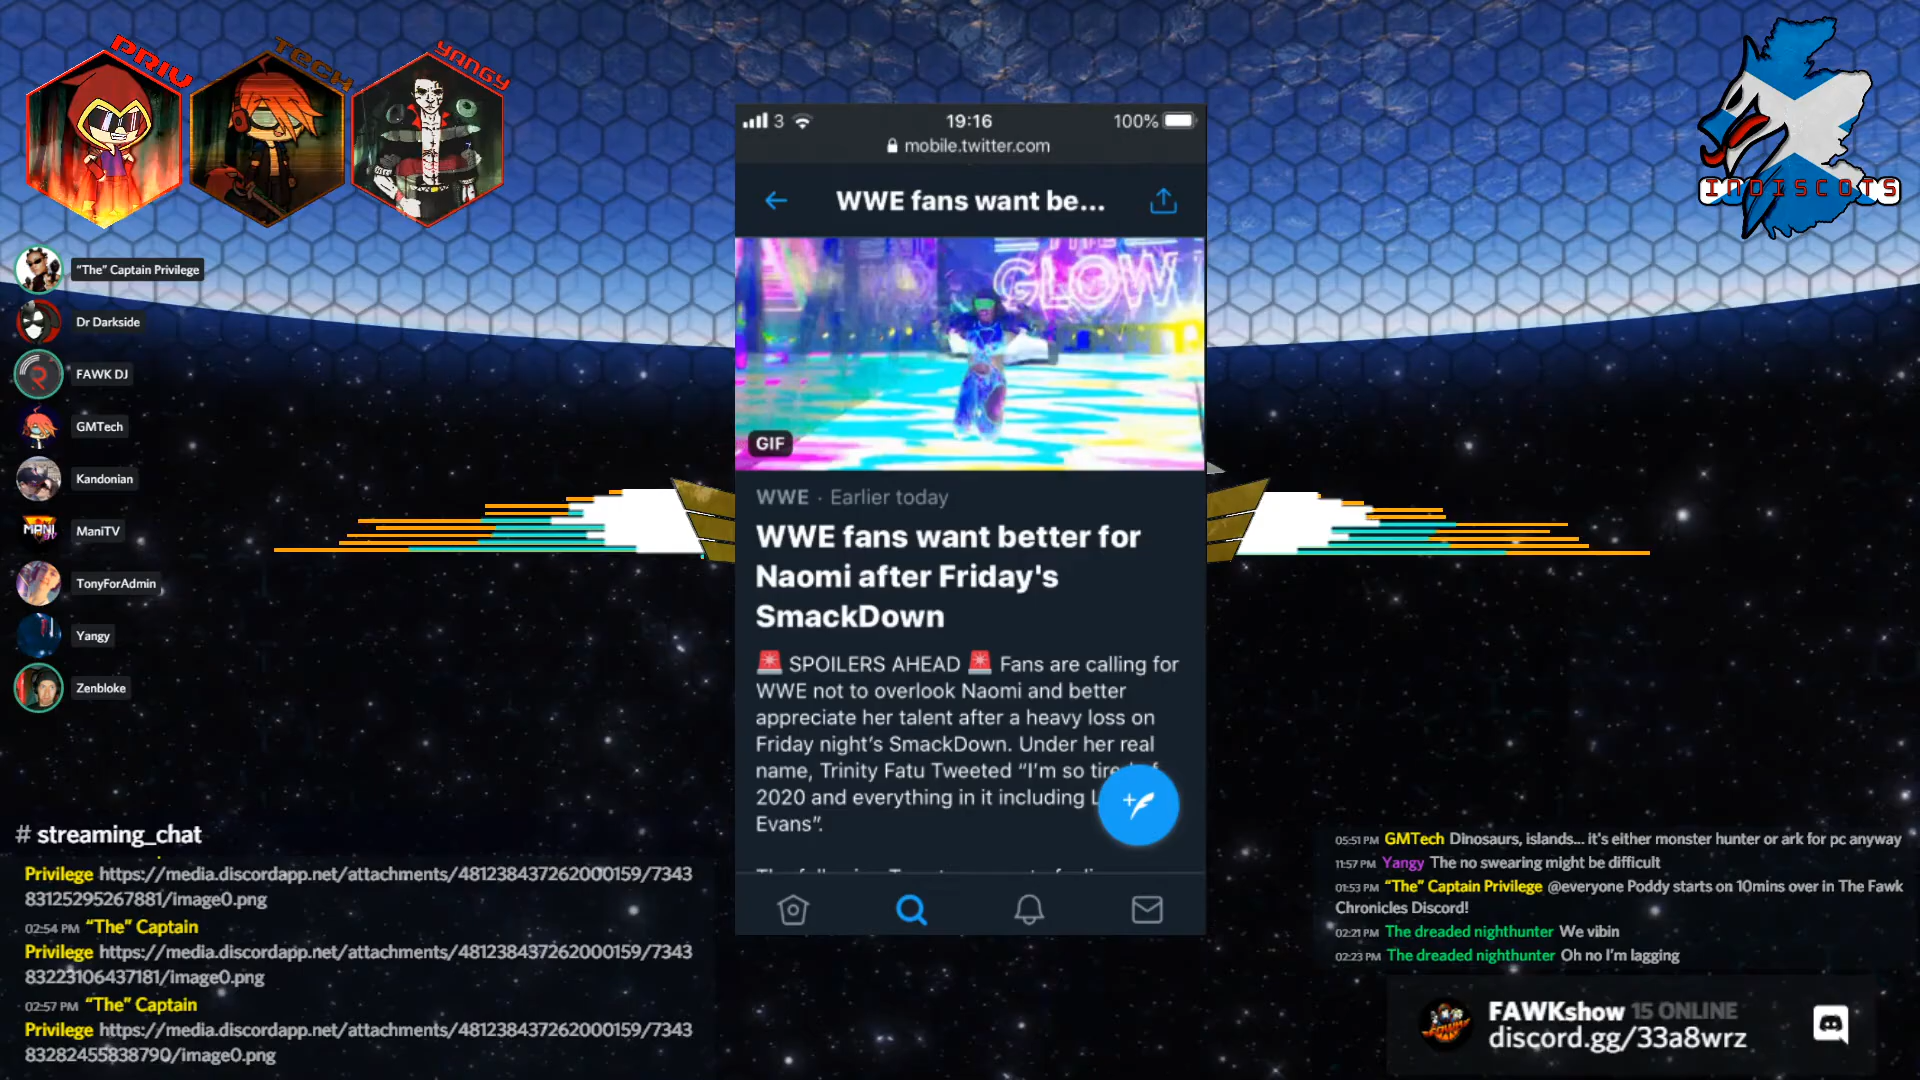 PRIV
TECH
YANGY
INDISCOTS
"The" Captain Privilege
Dr Darkside
FAWK DJ
GMTech
Kandonian
MANI
ManiTV
TonyForAdmin
Yangy
Zenbloke
3
19:16
100%
mobile.twitter.com
WWE fans want be...
THE
GLOW
GIF
WWE · Earlier today
WWE fans want better for
Naomi after Friday's
SmackDown
🚨 SPOILERS AHEAD 🚨 Fans are calling for
WWE not to overlook Naomi and better
appreciate her talent after a heavy loss on
Friday night's SmackDown. Under her real
name, Trinity Fatu Tweeted “I'm so
2020 and everything in it including
Evans”.
# streaming_chat
Privilege https://media.discordapp.net/attachments/481238437262000159/7343
83125295267881/image0.png
02:54 PM “The” Captain
Privilege https://media.discordapp.net/attachments/481238437262000159/7343
83223106437181/image0.png
02:57 PM “The” Captain
Privilege https://media.discordapp.net/attachments/481238437262000159/7343
83282455838790/image0.png
05:51 PM GMTech Dinosaurs, islands... it's either monster hunter or ark for pc anyway
11:57 PM Yangy The no swearing might be difficult
01:53 PM “The” Captain Privilege @everyone Poddy starts on 10mins over in The Fawk
Chronicles Discord!
02:21 PM The dreaded nighthunter We vibin
02:23 PM The dreaded nighthunter Oh no I'm lagging
FAWKshow 15 ONLINE
discord.gg/33a8wrz